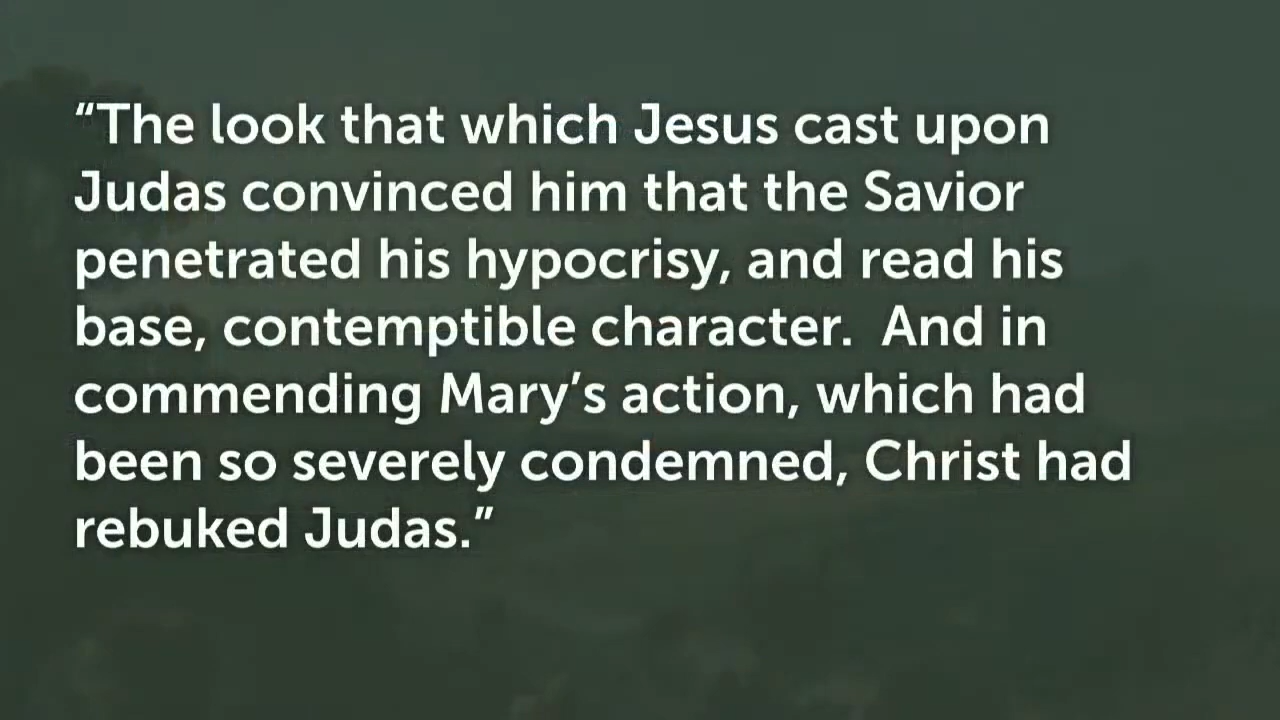 “The look that which Jesus cast upon
Judas convinced him that the Savior
penetrated his hypocrisy, and read his
base, contemptible character.  And in
commending Mary’s action, which had
been so severely condemned, Christ had
rebuked Judas.”